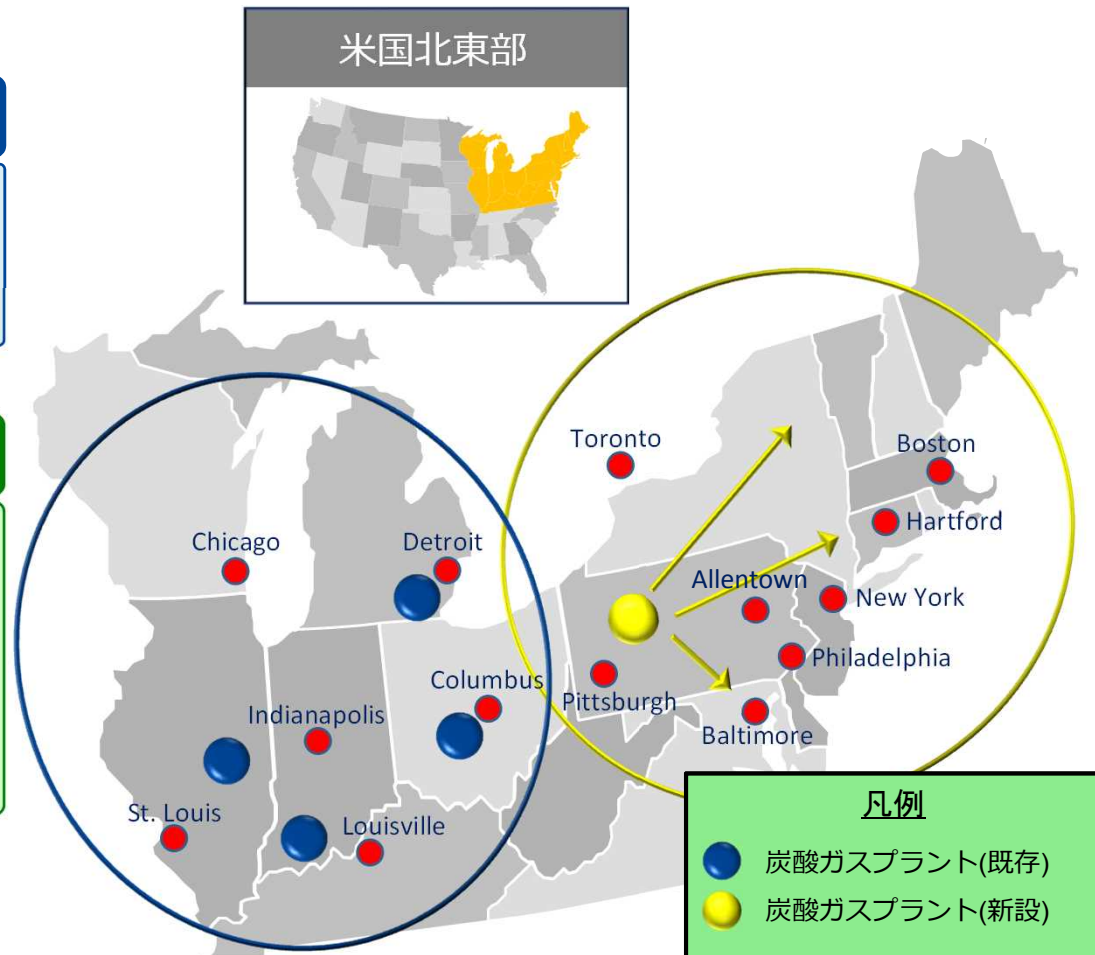 米国北東部
Toronto
Boston
Hartford
Chicago
Detroit
Allentown
New York
Philadelphia
Columbus
Pittsburgh
Indianapolis
Baltimore
St. Louis
Louisville
凡例
炭酸ガスプラント(既存)
炭酸ガスプラント(新設)